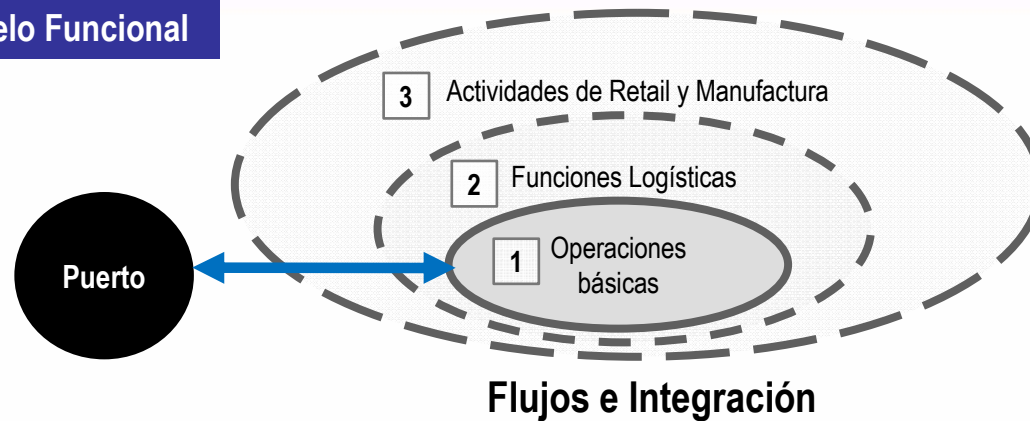 elo Funcional
3 Actividades de Retail y Manufactura
2 Funciones Logísticas
1 Operaciones
básicas
Puerto
Flujos e Integración